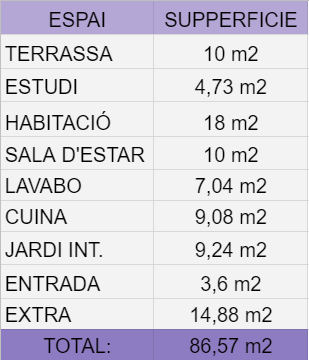 ESPAI SUPPERFICIE
TERRASSA 10 m2
ESTUDI 4,73 m2
HABITACIÓ 18 m2
SALA D'ESTAR 10 m2
LAVABO 7,04 m2
CUINA 9,08 m2
JARDI INT. 9,24 m2
ENTRADA 3,6 m2
EXTRA 14,88 m2
TOTAL: 86,57 m2